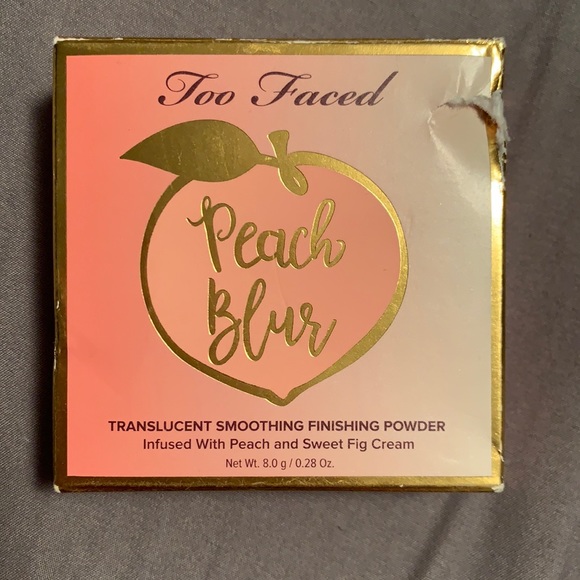 Too Faced
Peach
Blur
TRANSLUCENT SMOOTHING FINISHING POWDER
Infused With Peach and Sweet Fig Cream
Net Wt. 8.0 g / 0.28 Oz.